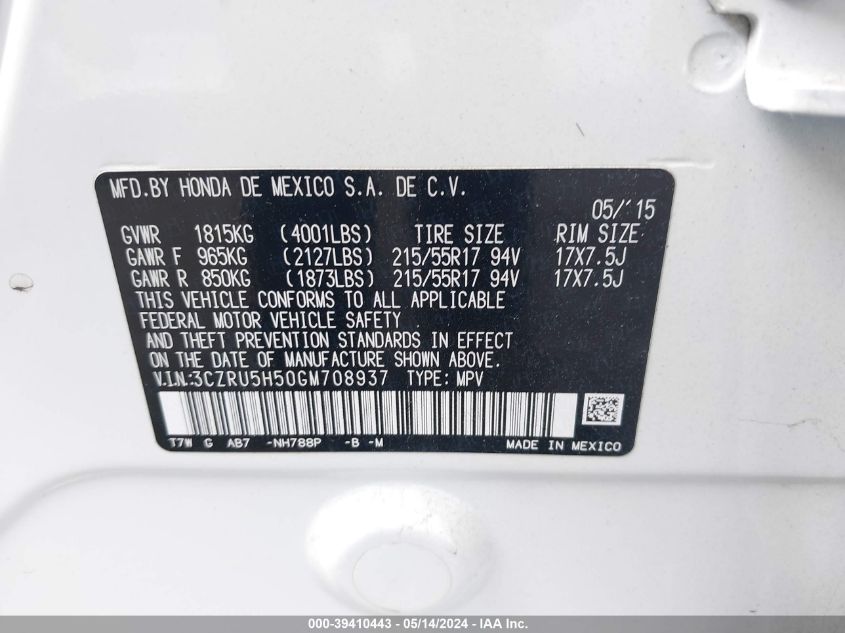 MFD.BY HONDA DE MEXICO S.A. DE C.V.
05/'15
GVWR 1815KG (4001LBS) TIRE SIZE RIM SIZE
GAWR F 965KG (2127LBS) 215/55R17 94V 17X7.5J
GAWR R 850KG (1873LBS) 215/55R17 94V 17X7.5J
THIS VEHICLE CONFORMS TO ALL APPLICABLE
FEDERAL MOTOR VEHICLE SAFETY
AND THEFT PREVENTION STANDARDS IN EFFECT
ON THE DATE OF MANUFACTURE SHOWN ABOVE.
V.I.N.:3CZRU5H50GM708937 TYPE: MPV
T7W G AB7 -NH788P -B -M MADE IN MEXICO
000-39410443 - 05/14/2024 - IAA Inc.